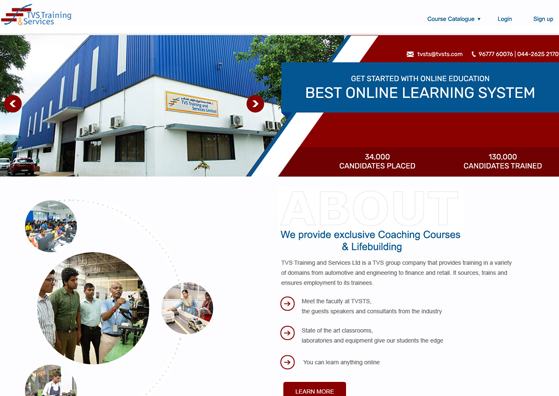 TVS Training
& Services
Course Catalogue
Login
Sign up
tvsts@tvsts.com
96777 60076 | 044-2625 2170
GET STARTED WITH ONLINE EDUCATION
BEST ONLINE LEARNING SYSTEM
TVS Training
and Services Limited
34,000
CANDIDATES PLACED
130,000
CANDIDATES TRAINED
ABOUT
We provide exclusive Coaching Courses
& Lifebuilding
TVS Training and Services Ltd is a TVS group company that provide training in a variety
of domains from automotive and engineering to finance and retail. It sources, trains and
ensures employment to its trainees.
Meet the faculty at TVSTS,
the guests speakers and consultants from the industry
State of the art classrooms,
laboratories and equipment give our students the edge
You can learn anything online
LEARN MORE